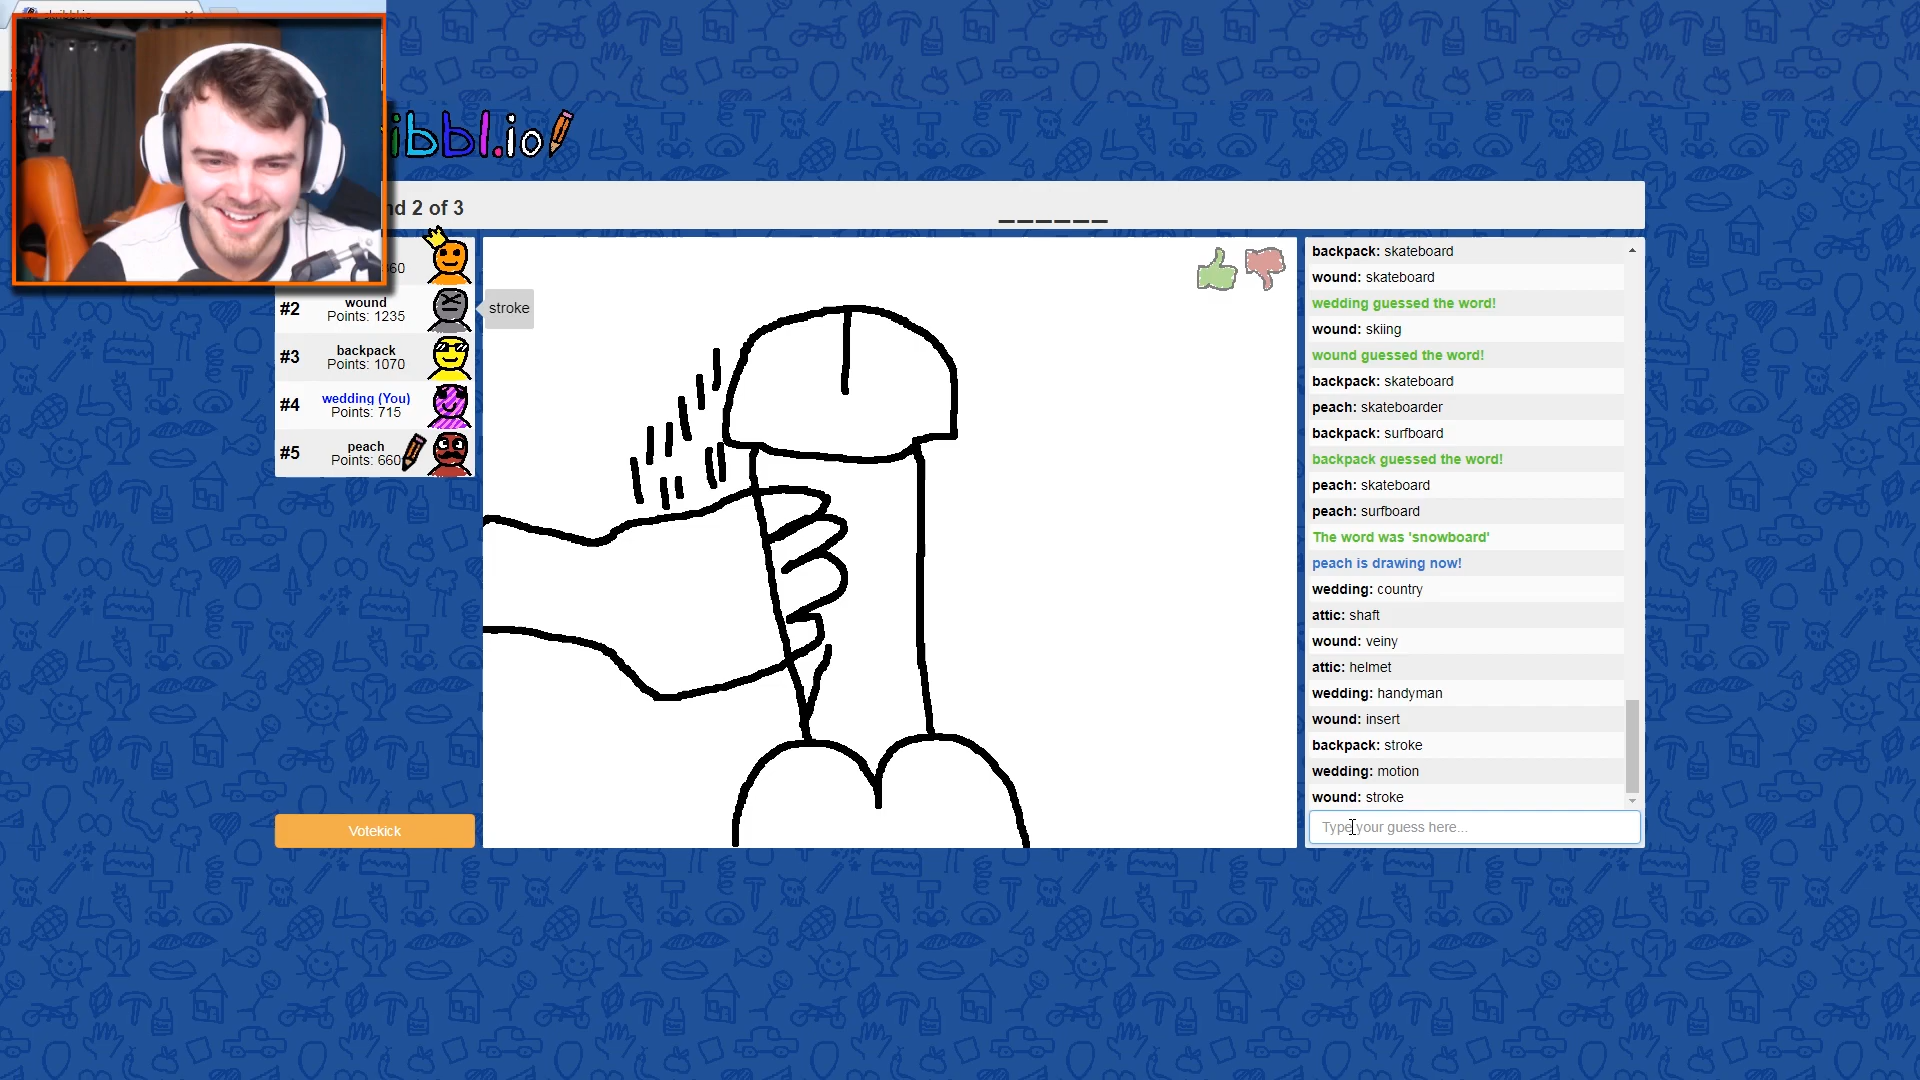 ibbl.io
nd 2 of 3
______
360
#2
wound
Points: 1235
stroke
#3
backpack
Points: 1070
#4
wedding (You)
Points: 715
#5
peach
Points: 660
Votekick
backpack: skateboard
wound: skateboard
wedding guessed the word!
wound: skiing
wound guessed the word!
backpack: skateboard
peach: skateboarder
backpack: surfboard
backpack guessed the word!
peach: skateboard
peach: surfboard
The word was 'snowboard'
peach is drawing now!
wedding: country
attic: shaft
wound: veiny
attic: helmet
wedding: handyman
wound: insert
backpack: stroke
wedding: motion
wound: stroke
Type your guess here...